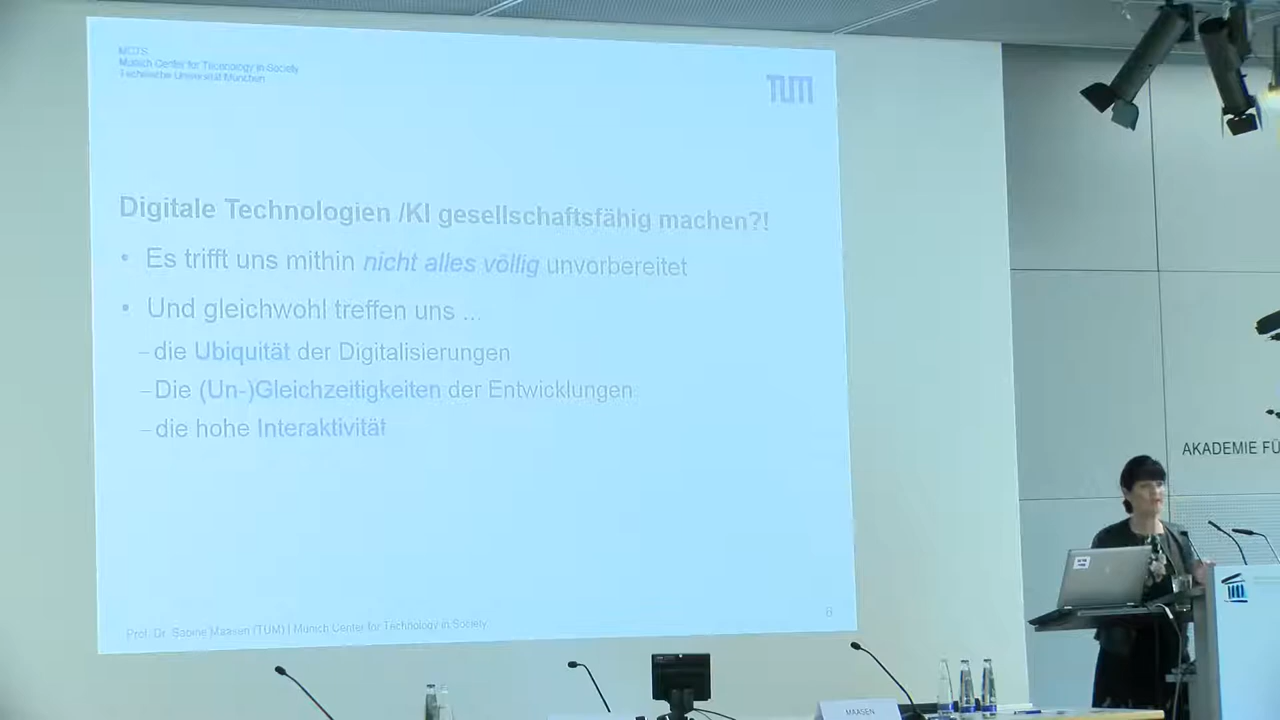 MCTS
Munich Center for Technology in Society
Technische Universität München
TUM
Digitale Technologien /KI gesellschaftsfähig machen?!
• Es trifft uns mithin nicht alles völlig unvorbereitet
• Und gleichwohl treffen uns ...
– die Ubiquität der Digitalisierungen
– Die (Un-)Gleichzeitigkeiten der Entwicklungen
– die hohe Interaktivität
Prof. Dr. Sabine Maasen (TUM) | Munich Center for Technology in Society
6
AKADEMIE FÜ
MAASEN